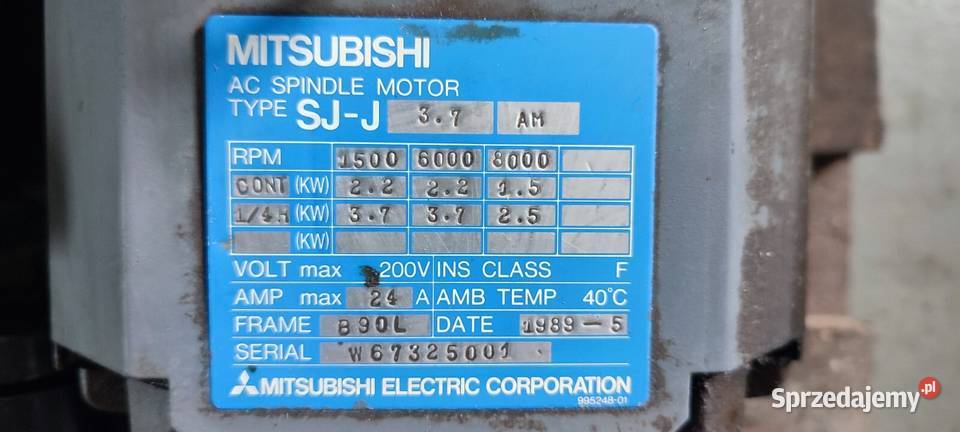 MITSUBISHI
AC SPINDLE MOTOR
TYPE SJ-J 3.7 AM
RPM 1500 6000 8000
CONT (KW) 2.2 2.2 1.5
1/4H (KW) 3.7 3.7 2.5
(KW)
VOLT max 200V INS CLASS F
AMP max 24 A AMB TEMP 40°C
FRAME B90L DATE 1989-5
SERIAL W67325001
MITSUBISHI ELECTRIC CORPORATION
995248-01
Sprzedajemy.pl